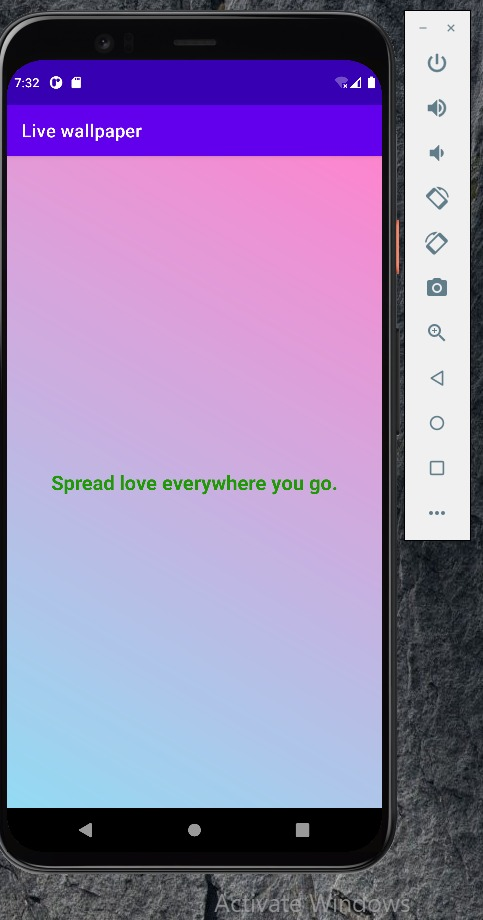 7:32
Live wallpaper
Spread love everywhere you go.
Activate Windows